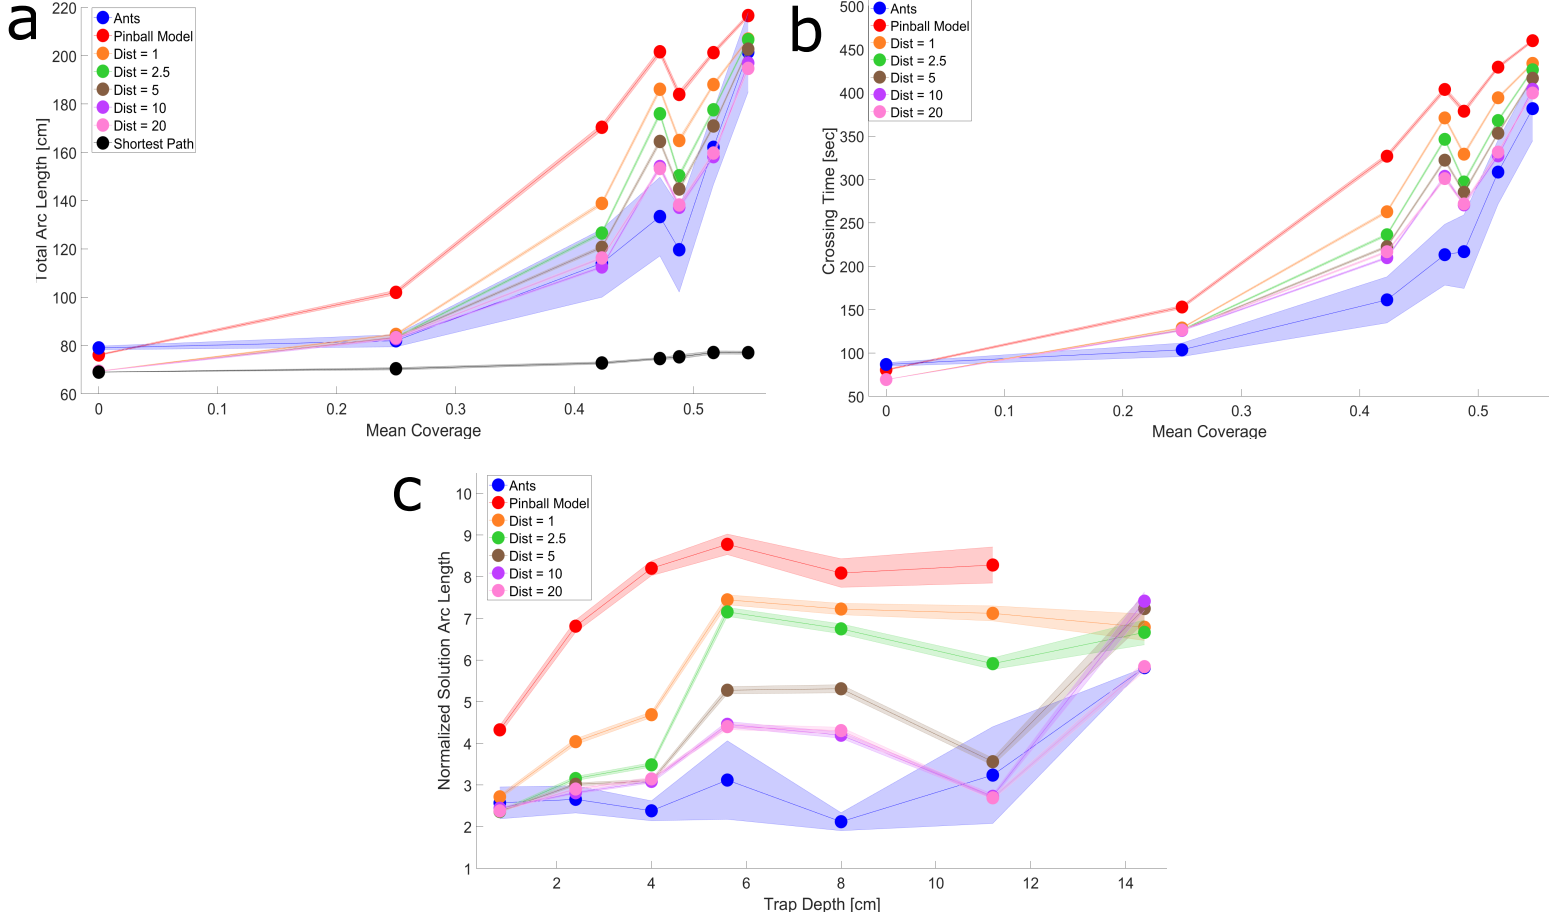 a
220
200
180
160
140
120
100
80
60
Total Arc Length [cm]
Ants
Pinball Model
Dist = 1
Dist = 2.5
Dist = 5
Dist = 10
Dist = 20
Shortest Path
0
0.1
0.2
0.3
0.4
0.5
Mean Coverage
b
500
450
400
350
300
250
200
150
100
50
Crossing Time [sec]
Ants
Pinball Model
Dist = 1
Dist = 2.5
Dist = 5
Dist = 10
Dist = 20
0
0.1
0.2
0.3
0.4
0.5
Mean Coverage
c
10
9
8
7
6
5
4
3
2
1
Normalized Solution Arc Length
Ants
Pinball Model
Dist = 1
Dist = 2.5
Dist = 5
Dist = 10
Dist = 20
2
4
6
8
10
12
14
Trap Depth [cm]